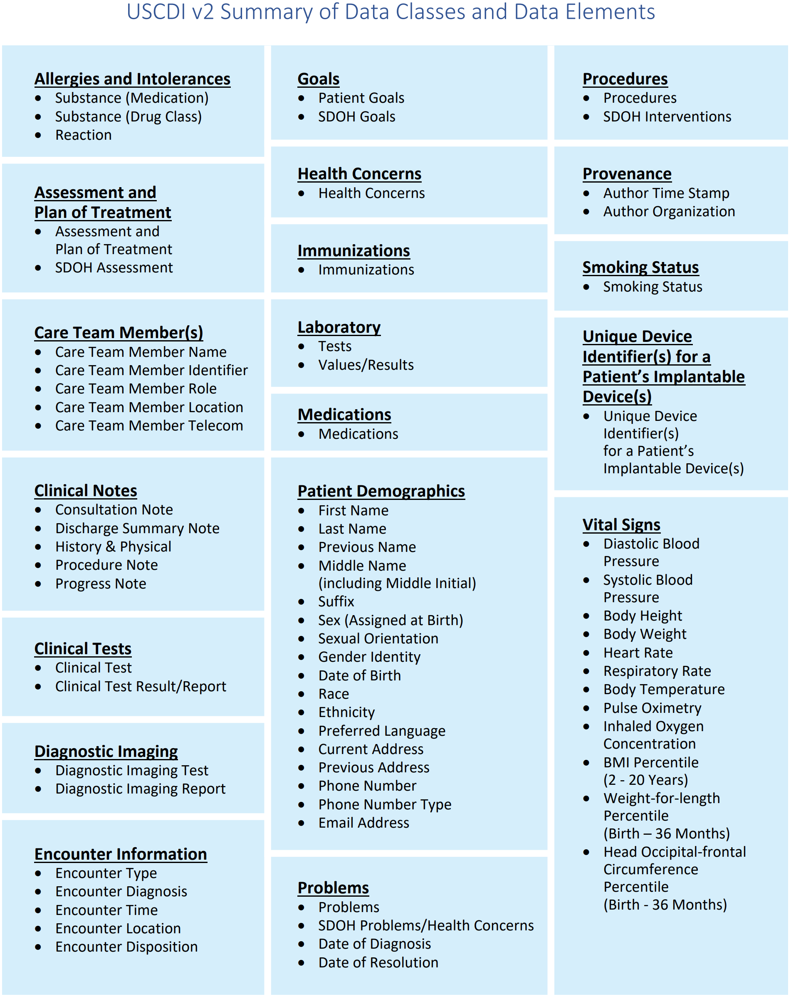 USCDI v2 Summary of Data Classes and Data Elements
Allergies and Intolerances
• Substance (Medication)
• Substance (Drug Class)
• Reaction
Assessment and
Plan of Treatment
• Assessment and
Plan of Treatment
• SDOH Assessment
Care Team Member(s)
• Care Team Member Name
• Care Team Member Identifier
• Care Team Member Role
• Care Team Member Location
• Care Team Member Telecom
Clinical Notes
• Consultation Note
• Discharge Summary Note
• History & Physical
• Procedure Note
• Progress Note
Clinical Tests
• Clinical Test
• Clinical Test Result/Report
Diagnostic Imaging
• Diagnostic Imaging Test
• Diagnostic Imaging Report
Encounter Information
• Encounter Type
• Encounter Diagnosis
• Encounter Time
• Encounter Location
• Encounter Disposition
Goals
• Patient Goals
• SDOH Goals
Health Concerns
• Health Concerns
Immunizations
• Immunizations
Laboratory
• Tests
• Values/Results
Medications
• Medications
Patient Demographics
• First Name
• Last Name
• Previous Name
• Middle Name
(including Middle Initial)
• Suffix
• Sex (Assigned at Birth)
• Sexual Orientation
• Gender Identity
• Date of Birth
• Race
• Ethnicity
• Preferred Language
• Current Address
• Previous Address
• Phone Number
• Phone Number Type
• Email Address
Problems
• Problems
• SDOH Problems/Health Concerns
• Date of Diagnosis
• Date of Resolution
Procedures
• Procedures
• SDOH Interventions
Provenance
• Author Time Stamp
• Author Organization
Smoking Status
• Smoking Status
Unique Device
Identifier(s) for a
Patient’s Implantable
Device(s)
• Unique Device
Identifier(s)
for a Patient’s
Implantable Device(s)
Vital Signs
• Diastolic Blood
Pressure
• Systolic Blood
Pressure
• Body Height
• Body Weight
• Heart Rate
• Respiratory Rate
• Body Temperature
• Pulse Oximetry
• Inhaled Oxygen
Concentration
• BMI Percentile
(2 - 20 Years)
• Weight-for-length
Percentile
(Birth – 36 Months)
• Head Occipital-frontal
Circumference
Percentile
(Birth - 36 Months)